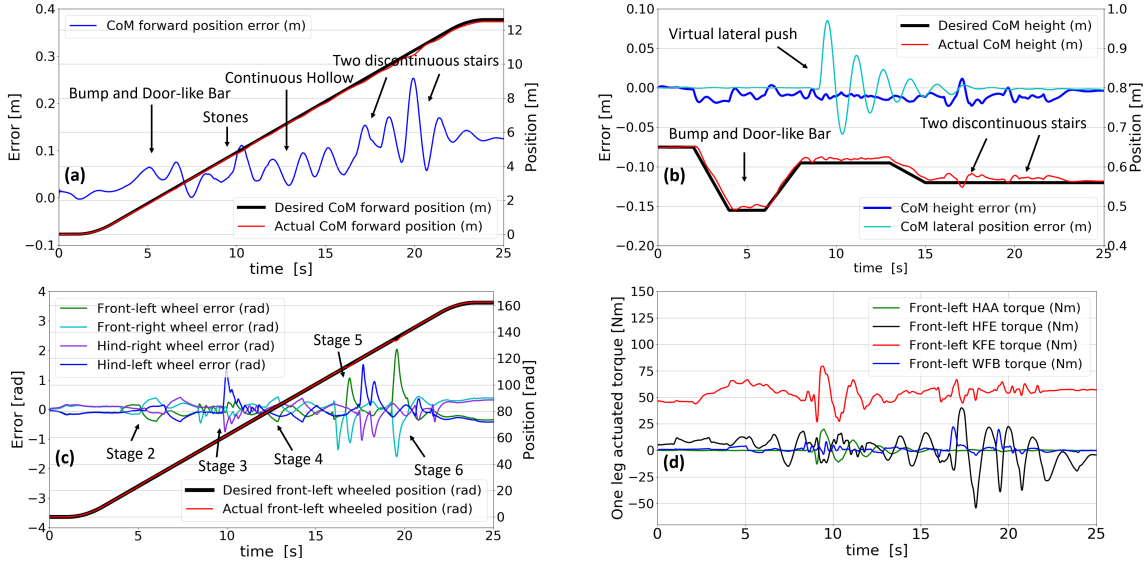 CoM forward position error (m)
Two discontinuous stairs
Continuous Hollow
Bump and Door-like Bar
Stones
(a)
Desired CoM forward position (m)
Actual CoM forward position (m)
0.4
0.3
0.2
0.1
0.0
−0.1
Error [m]
12
10
8
6
4
2
0
Position [m]
0 5 10 15 20 25
time [s]
Desired CoM height (m)
Actual CoM height (m)
Virtual lateral push
Bump and Door-like Bar
Two discontinuous stairs
(b)
CoM height error (m)
CoM lateral position error (m)
0.10
0.05
0.00
−0.05
−0.10
−0.15
−0.20
Error [m]
1.0
0.9
0.8
0.7
0.6
0.5
0.4
Position [m]
0 5 10 15 20 25
time [s]
Front-left wheel error (rad)
Front-right wheel error (rad)
Hind-right wheel error (rad)
Hind-left wheel error (rad)
Stage 5
Stage 2
Stage 3
Stage 4
Stage 6
(c)
Desired front-left wheeled position (rad)
Actual front-left wheeled position (rad)
4
3
2
1
0
−1
−2
−3
−4
Error [rad]
160
140
120
100
80
60
40
20
0
Position [rad]
0 5 10 15 20 25
time [s]
Front-left HAA torque (Nm)
Front-left HFE torque (Nm)
Front-left KFE torque (Nm)
Front-left WFB torque (Nm)
(d)
150
125
100
75
50
25
0
−25
−50
One leg actuated torque [Nm]
0 5 10 15 20 25
time [s]